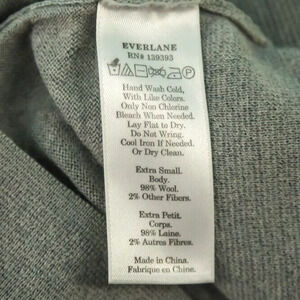 EVERLANE
RN# 139393
Hand Wash Cold,
With Like Colors.
Only Non Chlorine
Bleach When Needed.
Lay Flat to Dry.
Do Not Wring.
Cool Iron If Needed.
Or Dry Clean.
Extra Small.
Body.
98% Wool.
2% Other Fibers.
Extra Petit.
Corps.
98% Laine.
2% Autres Fibres.
Made in China.
Fabrique en Chine.